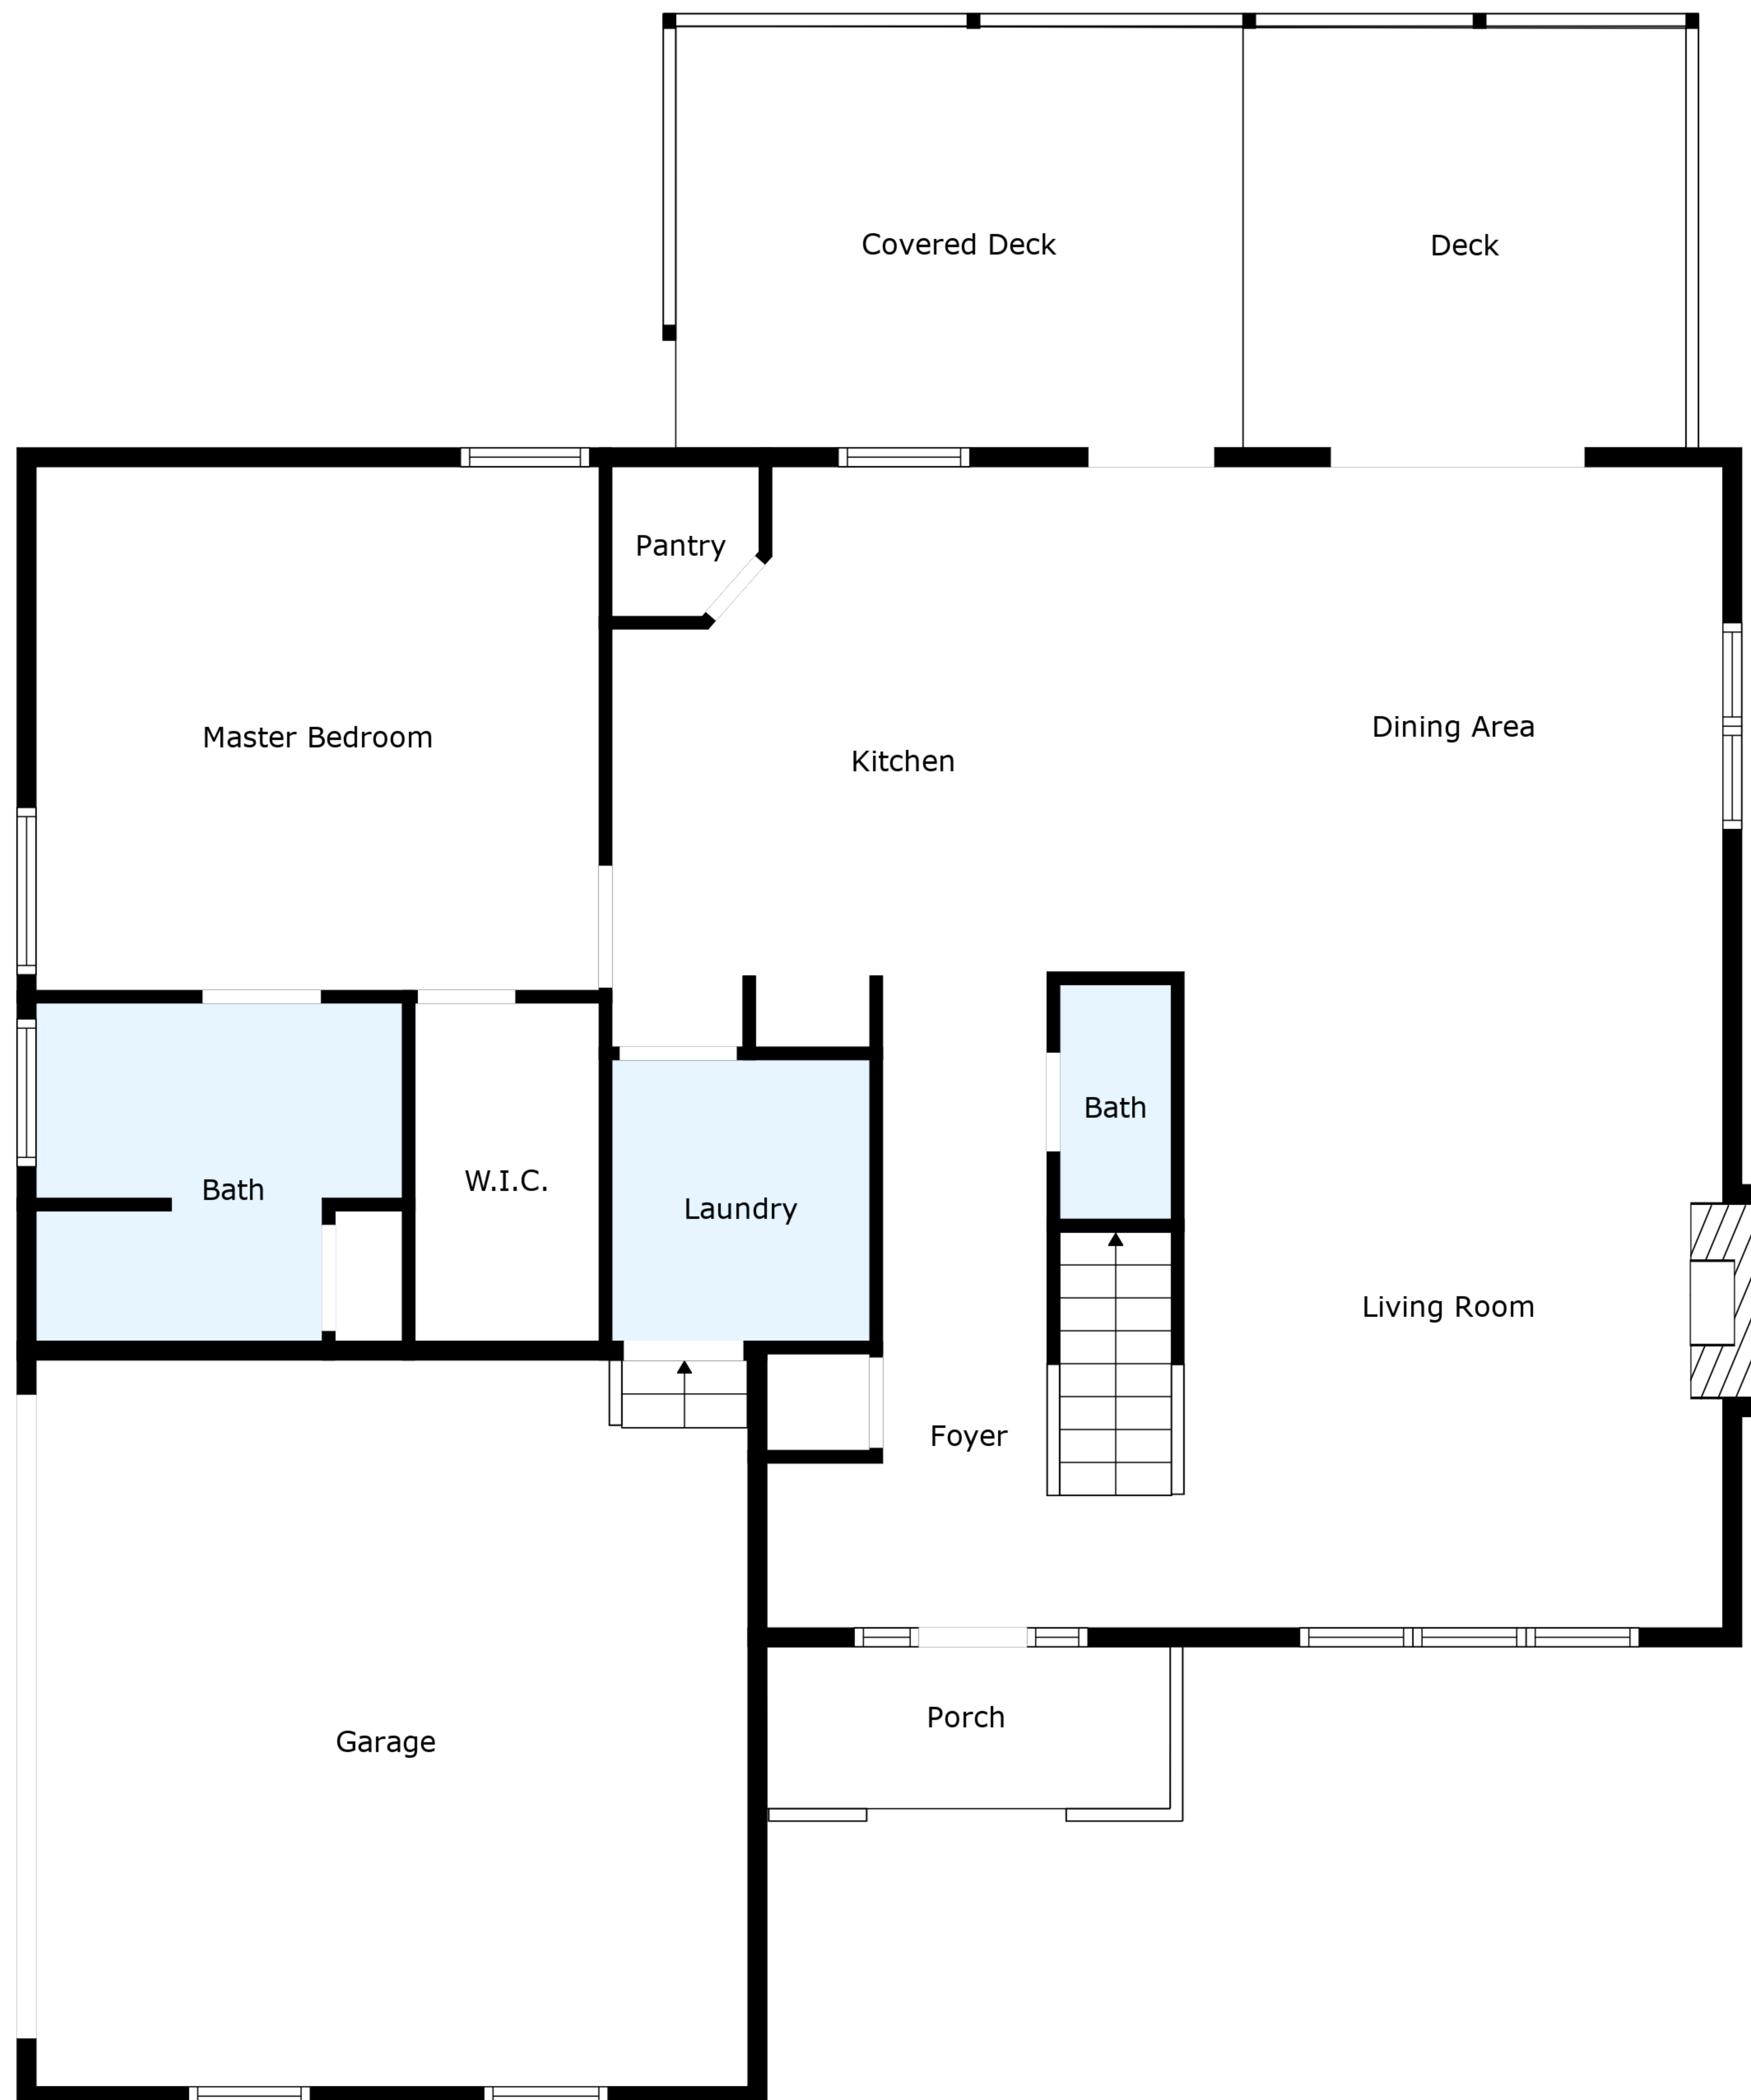 Covered Deck
Deck
Pantry
Master Bedroom
Kitchen
Dining Area
Bath
W.I.C.
Laundry
Bath
Living Room
Foyer
Garage
Porch